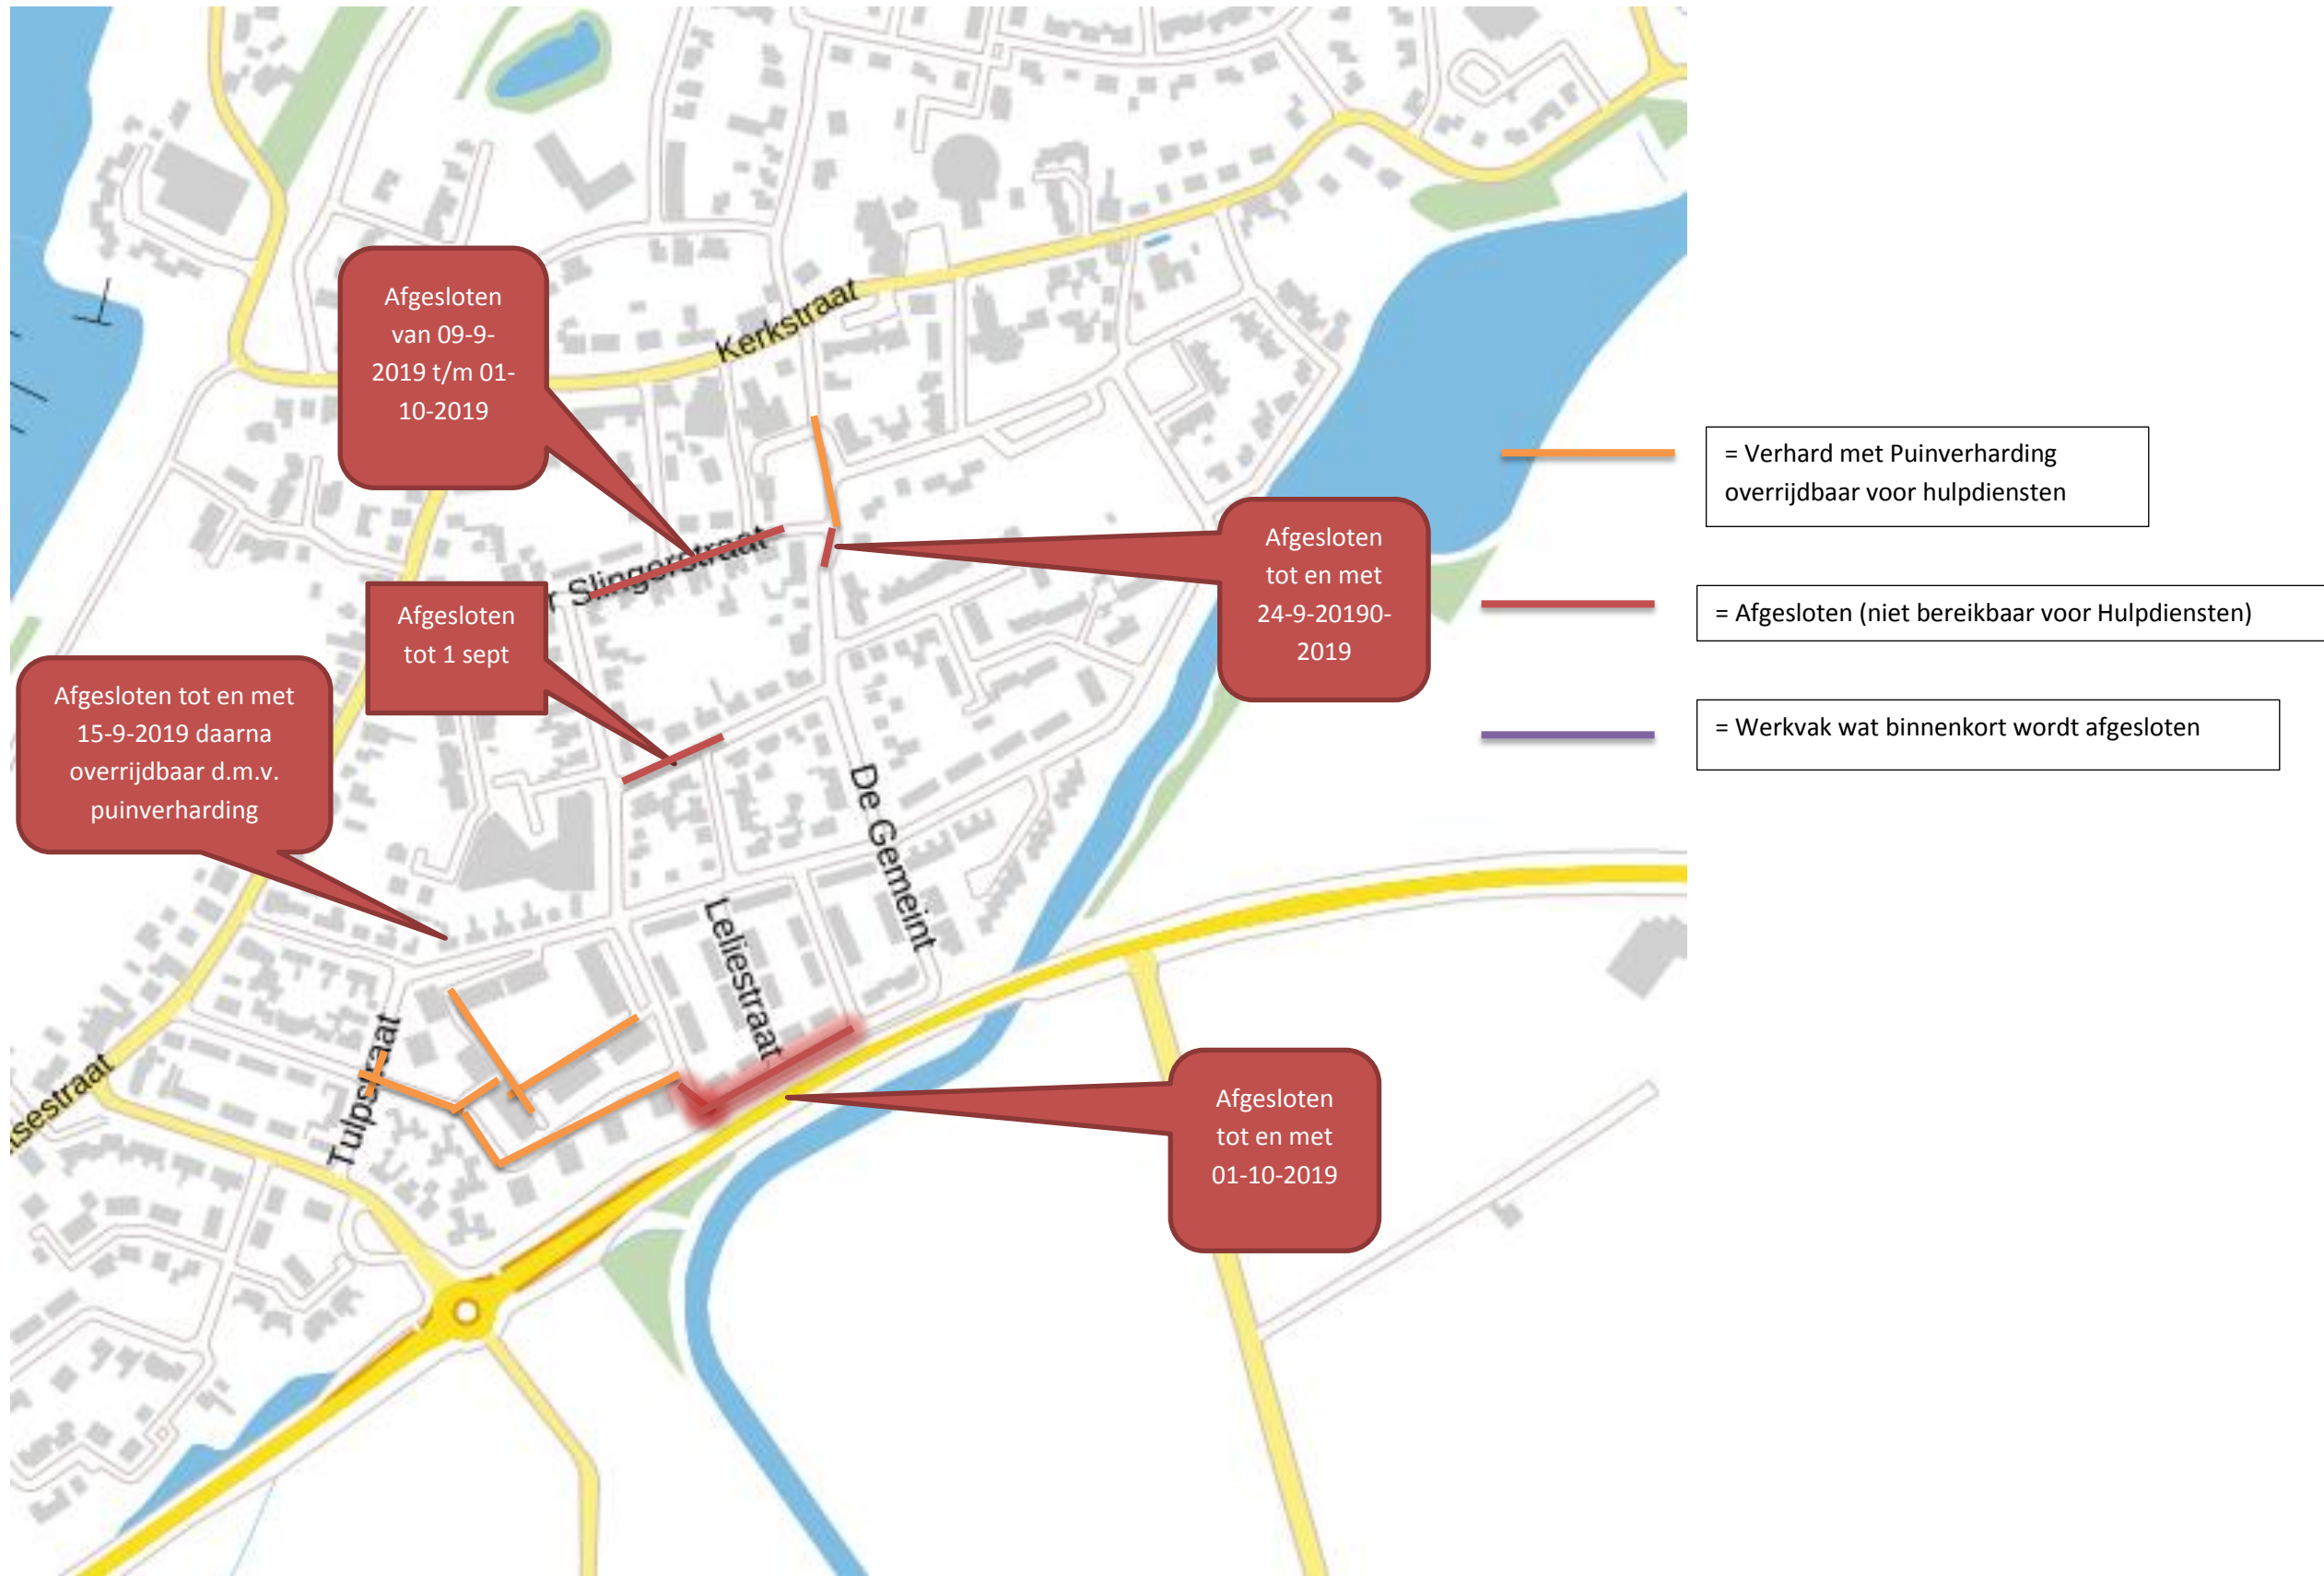 Afgesloten
van 09-9-
2019 t/m 01-
10-2019
Kerkstraat
= Verhard met Puinverharding
overrijdbaar voor hulpdiensten
Slingerstraat
Afgesloten
tot en met
24-9-20190-
2019
Afgesloten
tot 1 sept
= Afgesloten (niet bereikbaar voor Hulpdiensten)
Afgesloten tot en met
15-9-2019 daarna
overrijdbaar d.m.v.
puinverharding
= Werkvak wat binnenkort wordt afgesloten
De Gemeint
Leliestraat
Tulpstraat
sestraat
Afgesloten
tot en met
01-10-2019